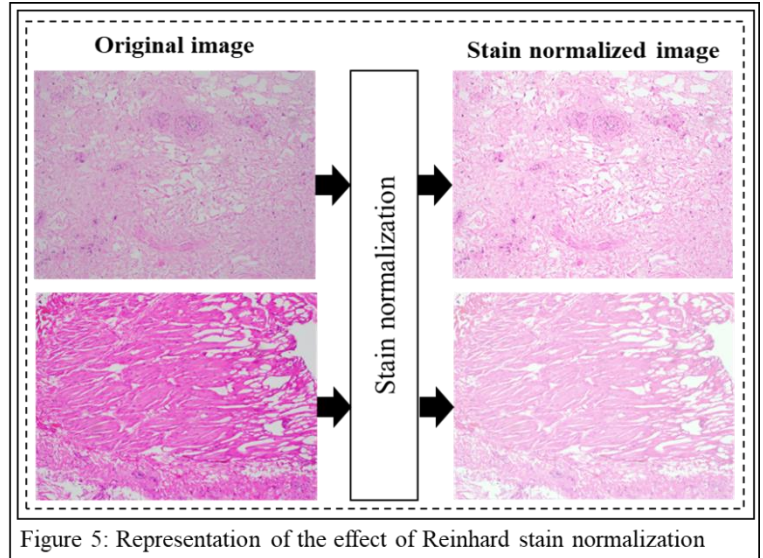 Original image
Stain normalized image
Stain normalization
Figure 5: Representation of the effect of Reinhard stain normalization